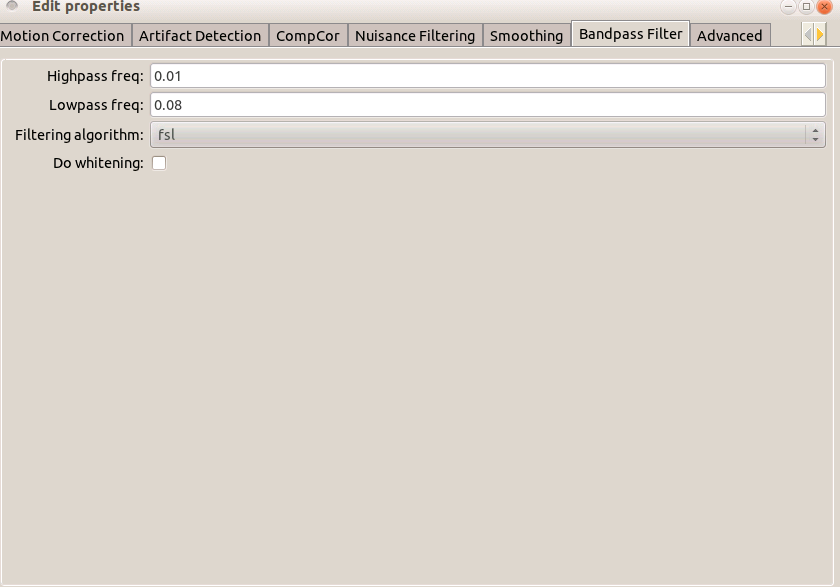 Edit properties
Motion Correction Artifact Detection CompCor Nuisance Filtering Smoothing Bandpass Filter Advanced
Highpass freq: 0.01
Lowpass freq: 0.08
Filtering algorithm: fsl
Do whitening: